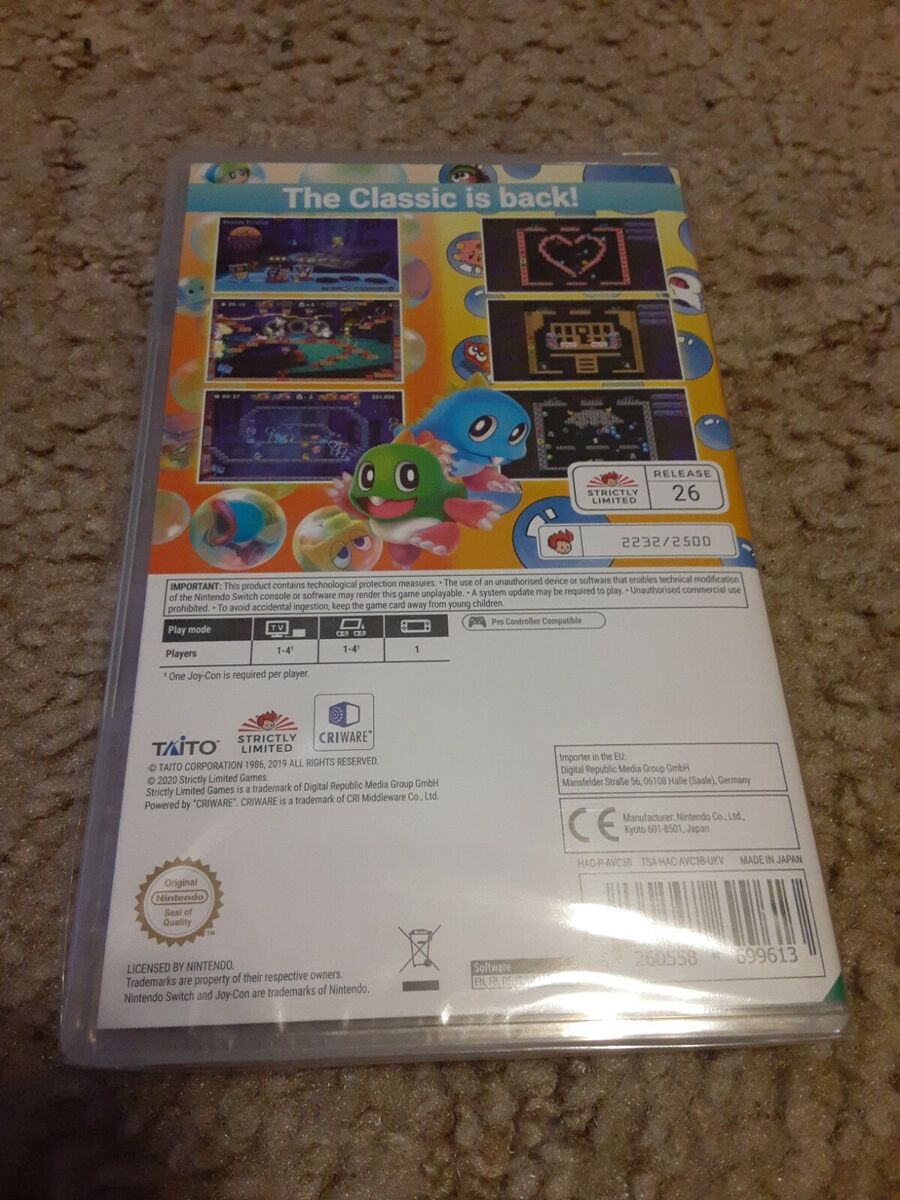 The Classic is back!
STRICTLY
LIMITED
RELEASE
26
2232/2500
IMPORTANT: This product contains technological protection measures. • The use of an unauthorised device or software that enables technical modification
of the Nintendo Switch console or software may render this game unplayable. • A system update may be required to play. • Unauthorised commercial use
prohibited. • To avoid accidental ingestion, keep the game card away from young children.
Play mode
TV
Pro Controller Compatible
Players
1-4¹
1-4¹
1
¹ One Joy-Con is required per player.
TAITO™
STRICTLY
LIMITED
CRIWARE™
© TAITO CORPORATION 1986, 2019 ALL RIGHTS RESERVED.
© 2020 Strictly Limited Games.
Strictly Limited Games is a trademark of Digital Republic Media Group GmbH
Powered by "CRIWARE". CRIWARE is a trademark of CRI Middleware Co., Ltd.
Importer in the EU:
Digital Republic Media Group GmbH
Mansfelder Straße 56, 06108 Halle (Saale), Germany
CE
Manufacturer: Nintendo Co., Ltd.,
Kyoto 601-8501, Japan
HAC-P-AVC3B TSA-HAC-AVC3B-UKV MADE IN JAPAN
Original
Nintendo
Seal of
Quality
TM
260558 699613
LICENSED BY NINTENDO.
Trademarks are property of their respective owners.
Nintendo Switch and Joy-Con are trademarks of Nintendo.
Software
EN, FR, DE